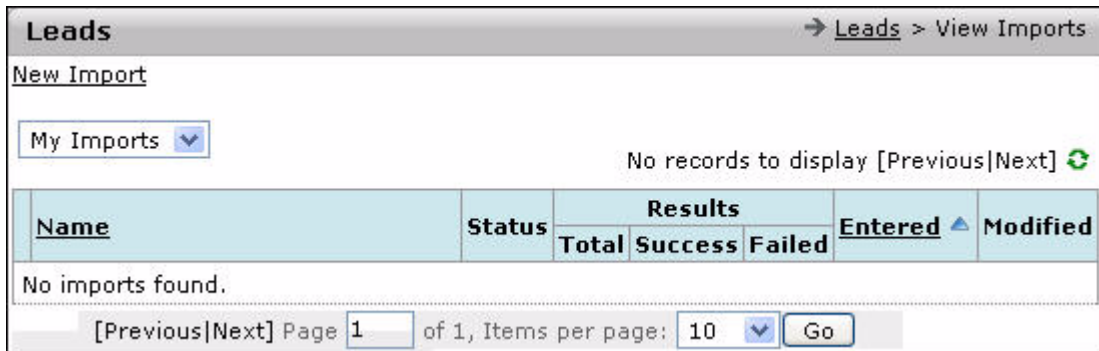 Leads
Leads > View Imports
New Import
My Imports
No records to display [Previous|Next]
Name Status Results Entered Modified
Total Success Failed
No imports found.
[Previous|Next] Page 1 of 1, Items per page: 10 Go